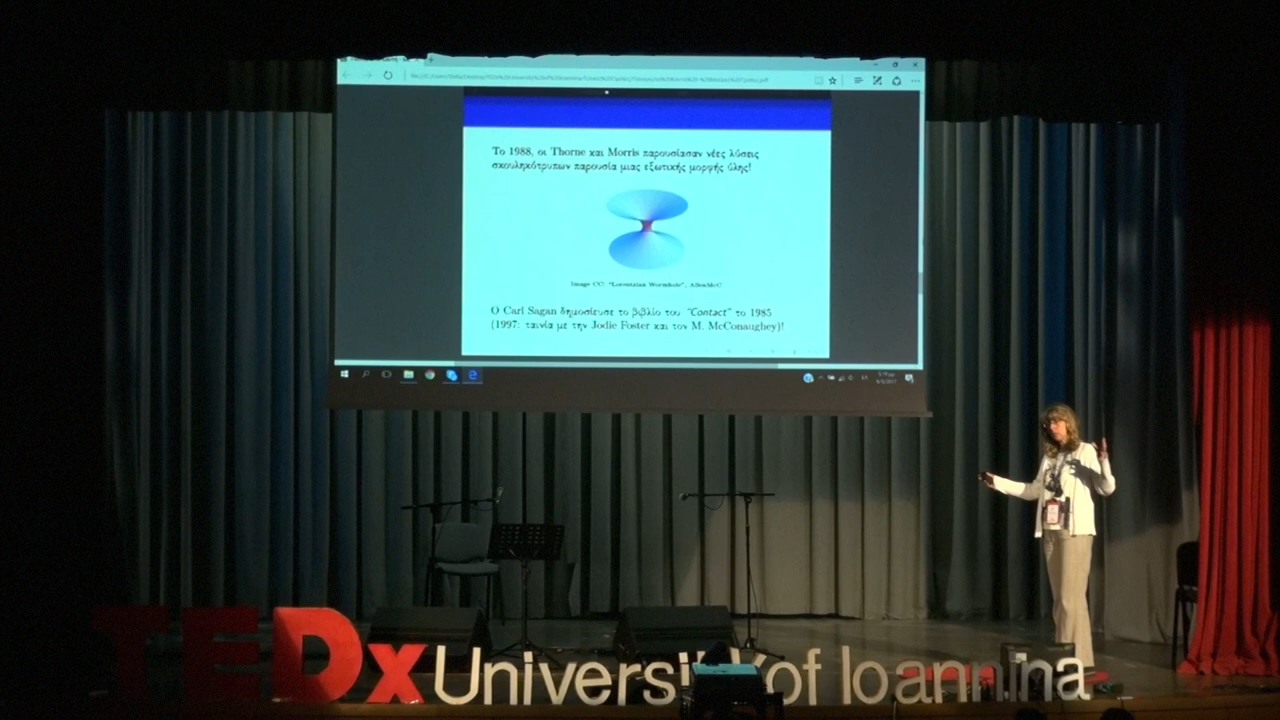 Το 1988, οι Thorne και Morris παρουσίασαν νέες λύσεις
σκουληκότρυπων παρουσία μιας εξωτικής μορφής ύλης!
Image CC: "Lorentzian Wormhole", AllenMcC
Ο Carl Sagan δημοσίευσε το βιβλίο του "Contact" το 1985
(1997: ταινία με την Jodie Foster και τον M. McConaughey)!
TEDx University of Ioannina